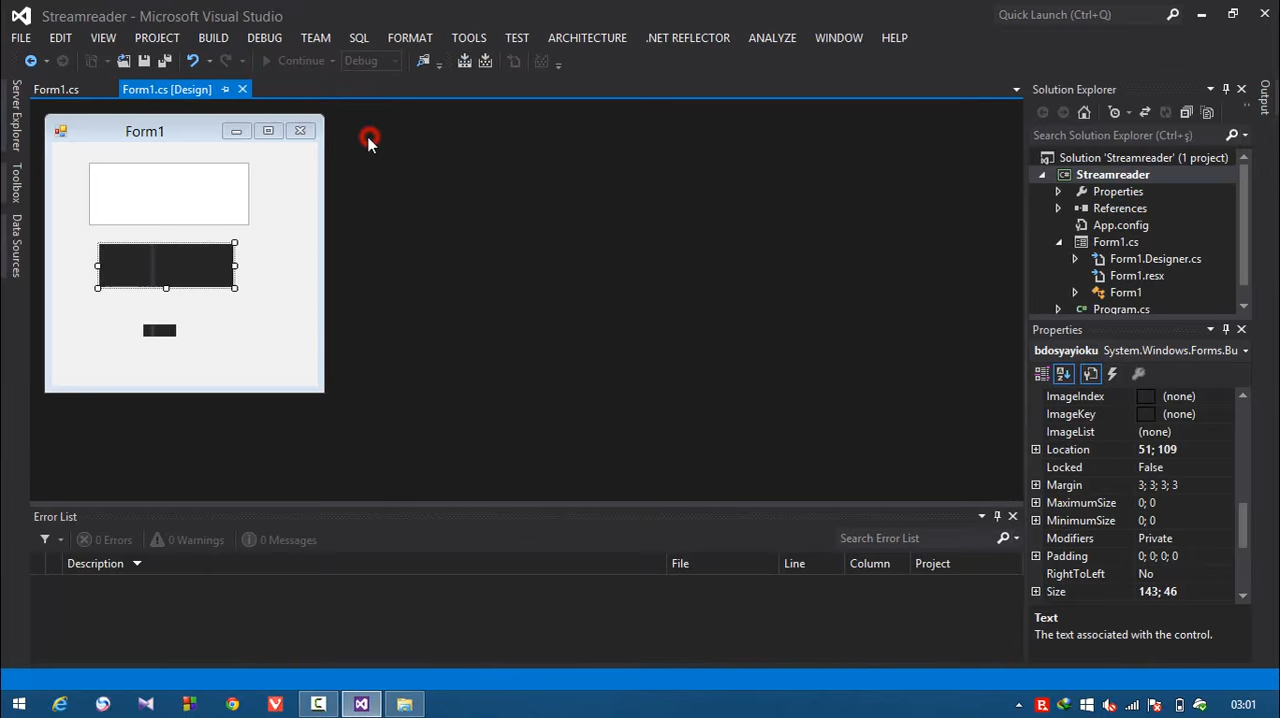 Streamreader - Microsoft Visual Studio
Quick Launch (Ctrl+Q)
FILE EDIT VIEW PROJECT BUILD DEBUG TEAM SQL FORMAT TOOLS TEST ARCHITECTURE .NET REFLECTOR ANALYZE WINDOW HELP
Continue Debug
Server Explorer
Toolbox
Data Sources
Form1.cs Form1.cs [Design]
Form1
Solution Explorer
Output
Search Solution Explorer (Ctrl+ş)
Solution 'Streamreader' (1 project)
Streamreader
Properties
References
App.config
Form1.cs
Form1.Designer.cs
Form1.resx
Form1
Program.cs
Properties
bdosyayioku System.Windows.Forms.Bu
ImageIndex (none)
ImageKey (none)
ImageList (none)
Location 51; 109
Locked False
Margin 3; 3; 3; 3
MaximumSize 0; 0
MinimumSize 0; 0
Modifiers Private
Padding 0; 0; 0; 0
RightToLeft No
Size 143; 46
Text
The text associated with the control.
Error List
0 Errors 0 Warnings 0 Messages
Search Error List
Description File Line Column Project
03:01